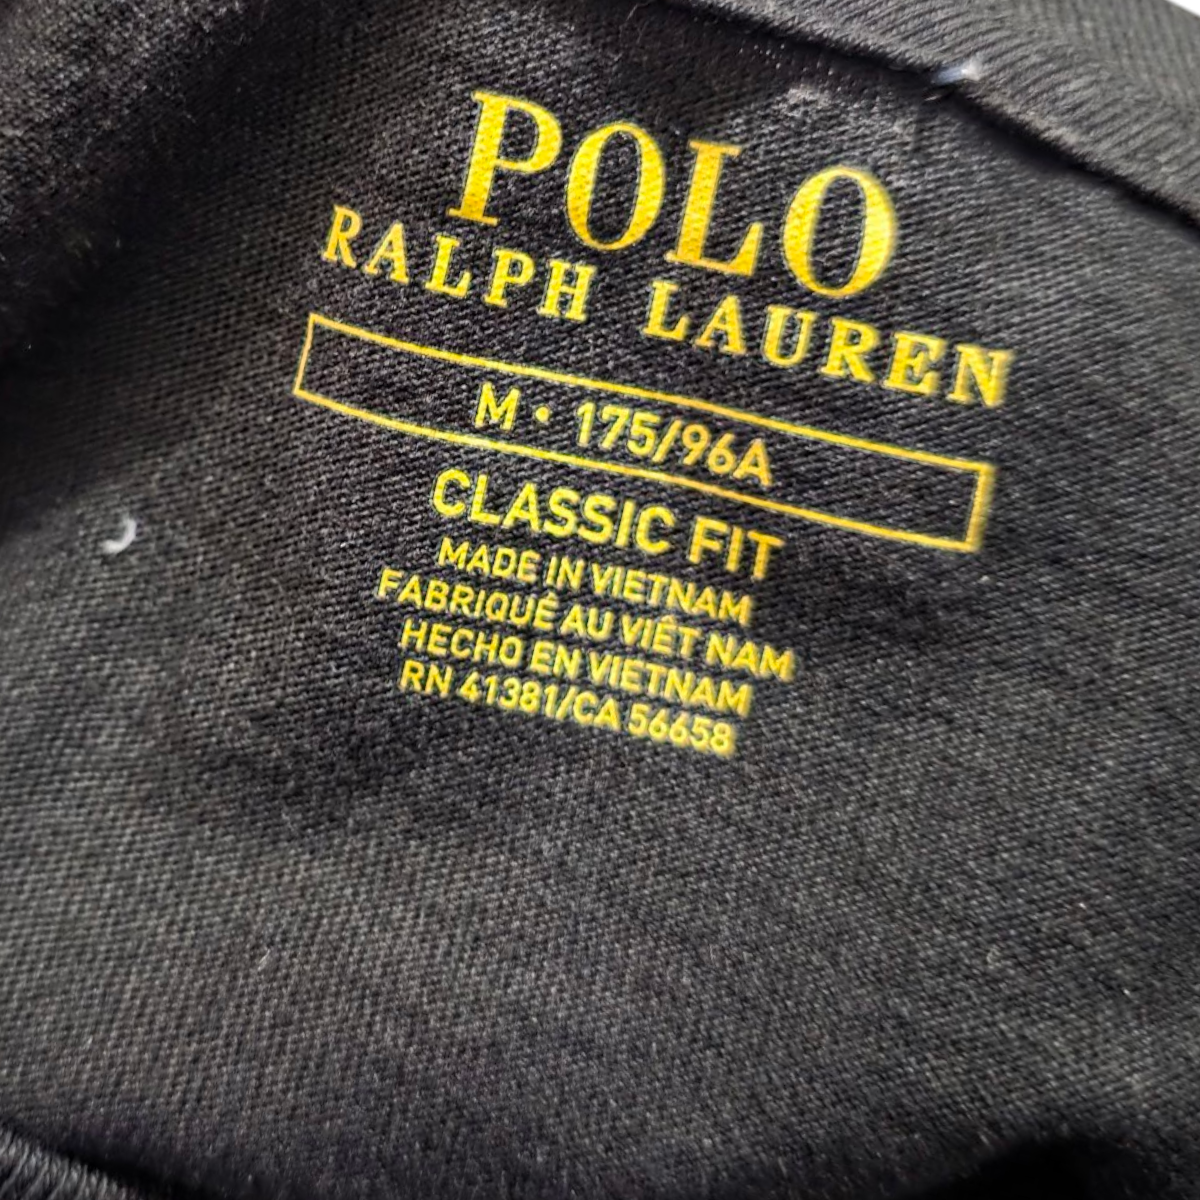 POLO
RALPH LAUREN
M • 175/96A
CLASSIC FIT
MADE IN VIETNAM
FABRIQUÉ AU VIÊT NAM
HECHO EN VIETNAM
RN 41381/CA 56658